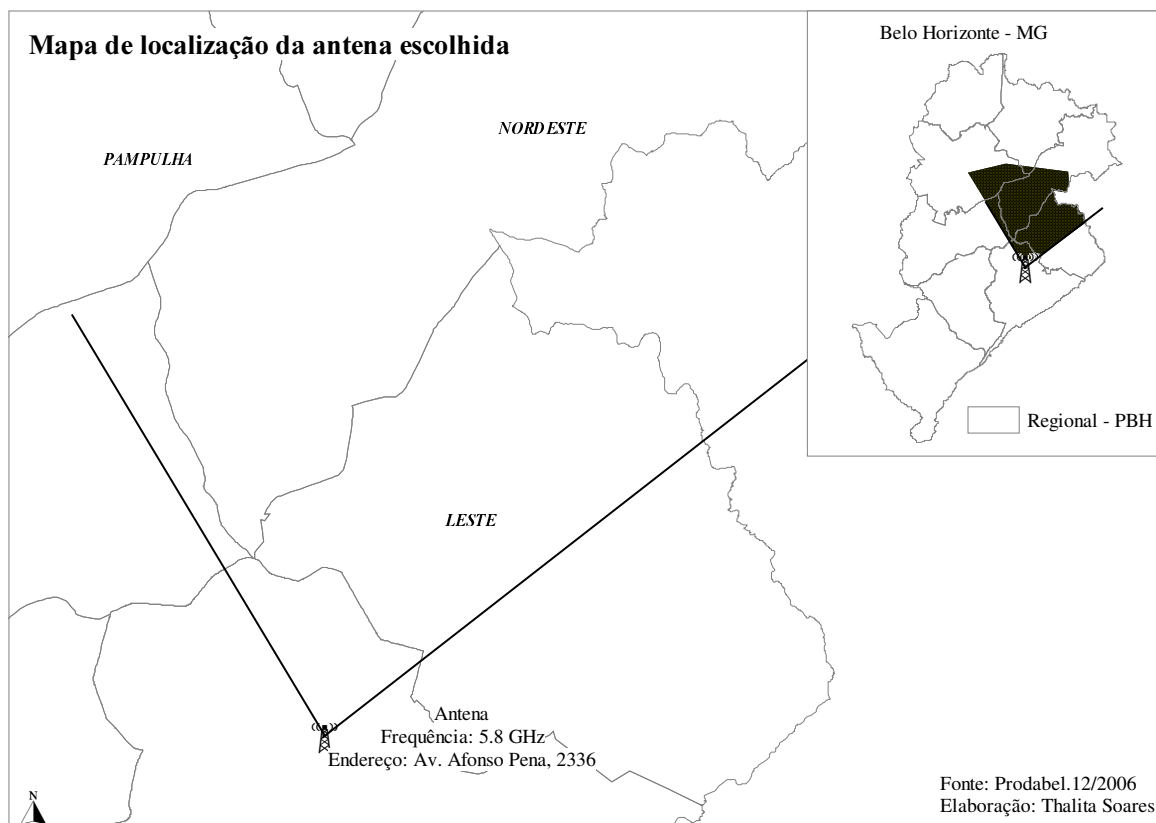 Mapa de localização da antena escolhida
Belo Horizonte - MG
NORDESTE
PAMPULHA
Regional - PBH
LESTE
Antena
Frequência: 5.8 GHz
Endereço: Av. Afonso Pena, 2336
Fonte: Prodabel.12/2006
Elaboração: Thalita Soares
N